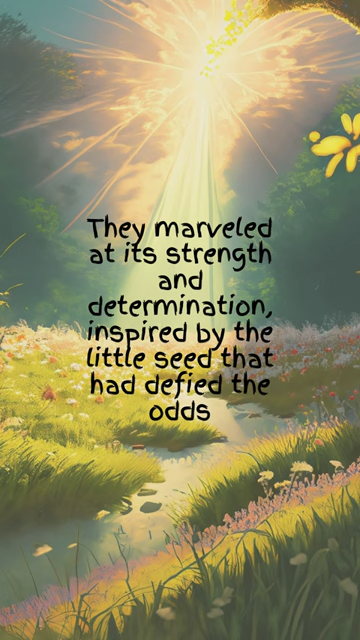 They marveled
at its strength
and
determination,
inspired by the
little seed that
had defied the
odds